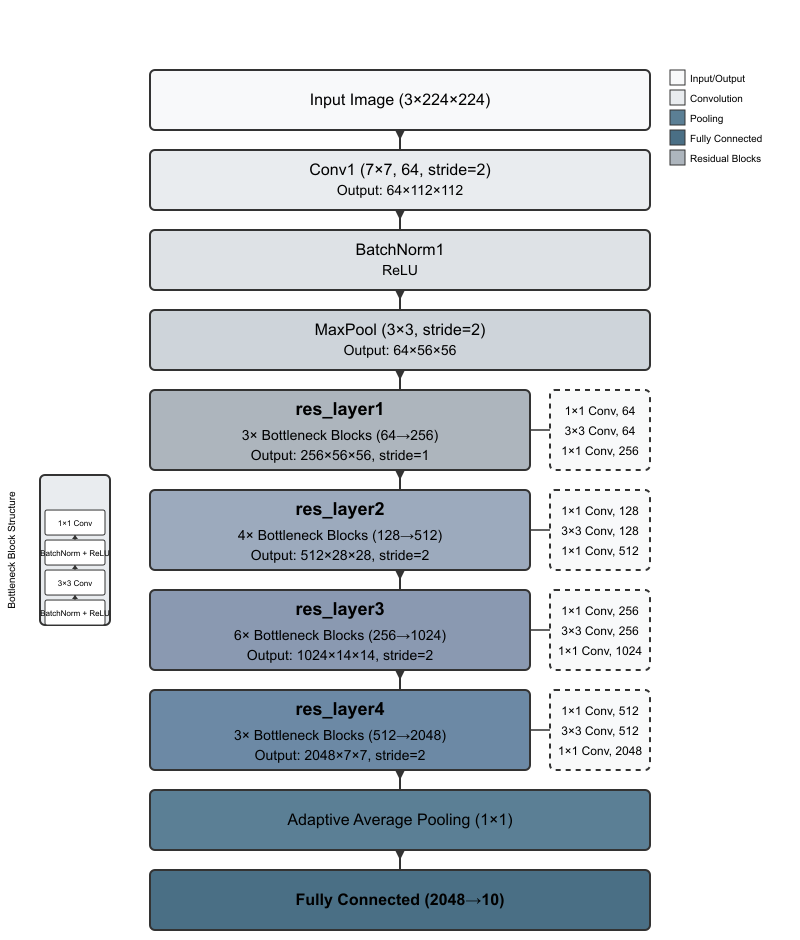 Input Image (3×224×224)
Conv1 (7×7, 64, stride=2)
Output: 64×112×112
BatchNorm1
ReLU
MaxPool (3×3, stride=2)
Output: 64×56×56
res_layer1
3× Bottleneck Blocks (64→256)
Output: 256×56×56, stride=1
1×1 Conv, 64
3×3 Conv, 64
1×1 Conv, 256
res_layer2
4× Bottleneck Blocks (128→512)
Output: 512×28×28, stride=2
1×1 Conv, 128
3×3 Conv, 128
1×1 Conv, 512
res_layer3
6× Bottleneck Blocks (256→1024)
Output: 1024×14×14, stride=2
1×1 Conv, 256
3×3 Conv, 256
1×1 Conv, 1024
res_layer4
3× Bottleneck Blocks (512→2048)
Output: 2048×7×7, stride=2
1×1 Conv, 512
3×3 Conv, 512
1×1 Conv, 2048
Adaptive Average Pooling (1×1)
Fully Connected (2048→10)
Input/Output
Convolution
Pooling
Fully Connected
Residual Blocks
Bottleneck Block Structure
1×1 Conv
BatchNorm + ReLU
3×3 Conv
BatchNorm + ReLU